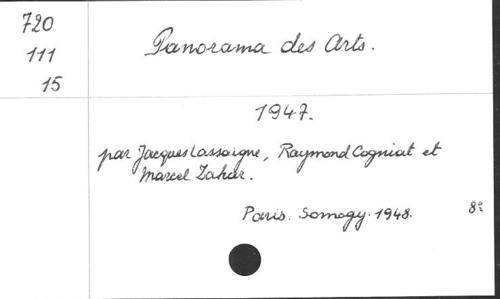 720
111
15
Panorama des Arts.
1947.
par Jacques Lassaigne, Raymond Cogniat et
Marcel Zahar.
Paris. Somogy. 1948. 8°